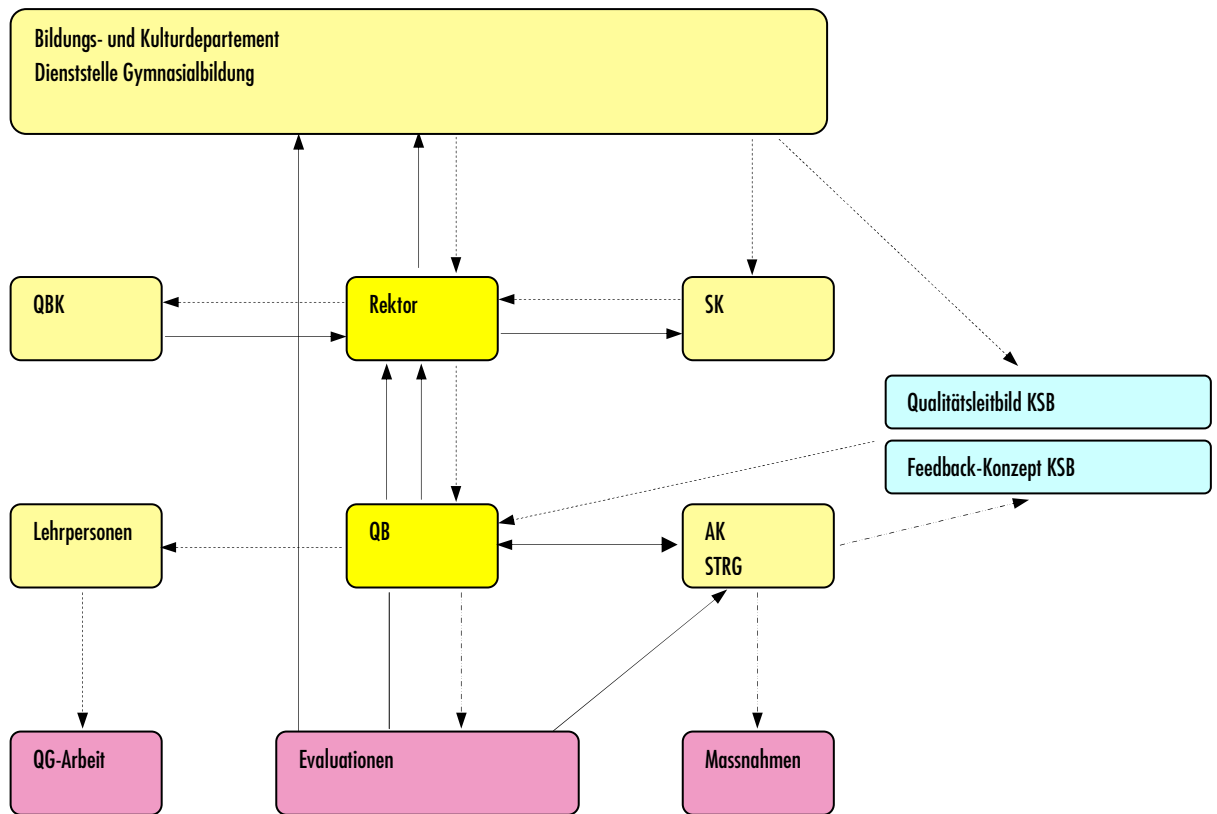 Bildungs- und Kulturdepartement
Dienststelle Gymnasialbildung
QBK
Rektor
SK
Qualitätsleitbild KSB
Feedback-Konzept KSB
Lehrpersonen
QB
AK
STRG
QG-Arbeit
Evaluationen
Massnahmen